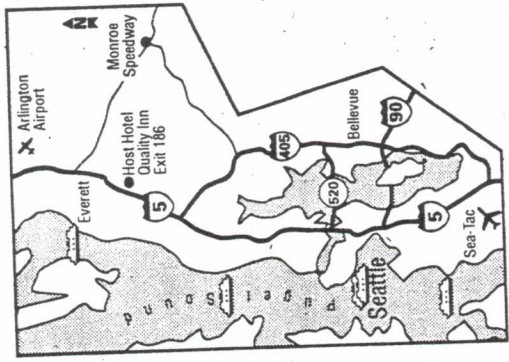 N
Arlington
Airport
Monroe
Speedway
Host Hotel
Quality Inn
Exit 186
Everett
5
405
Bellevue
90
520
5
Puget Sound
Seattle
Sea-Tac